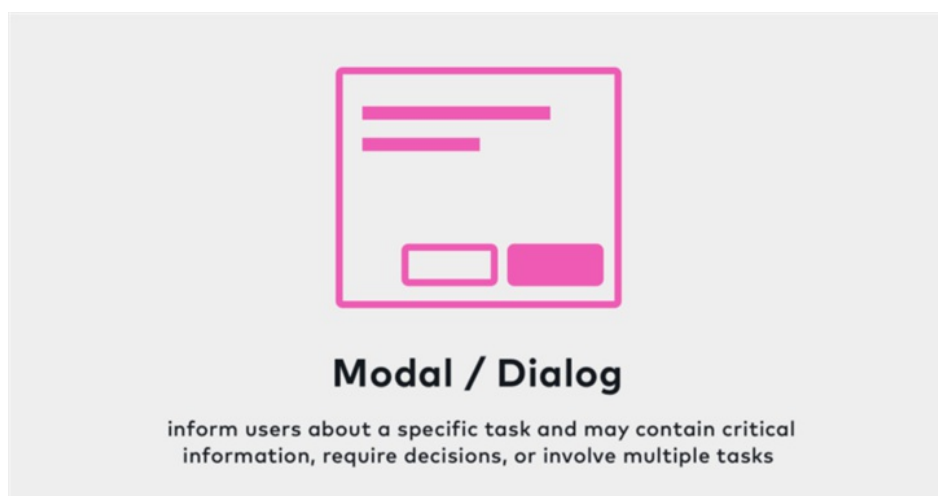 Modal / Dialog
inform users about a specific task and may contain critical
information, require decisions, or involve multiple tasks